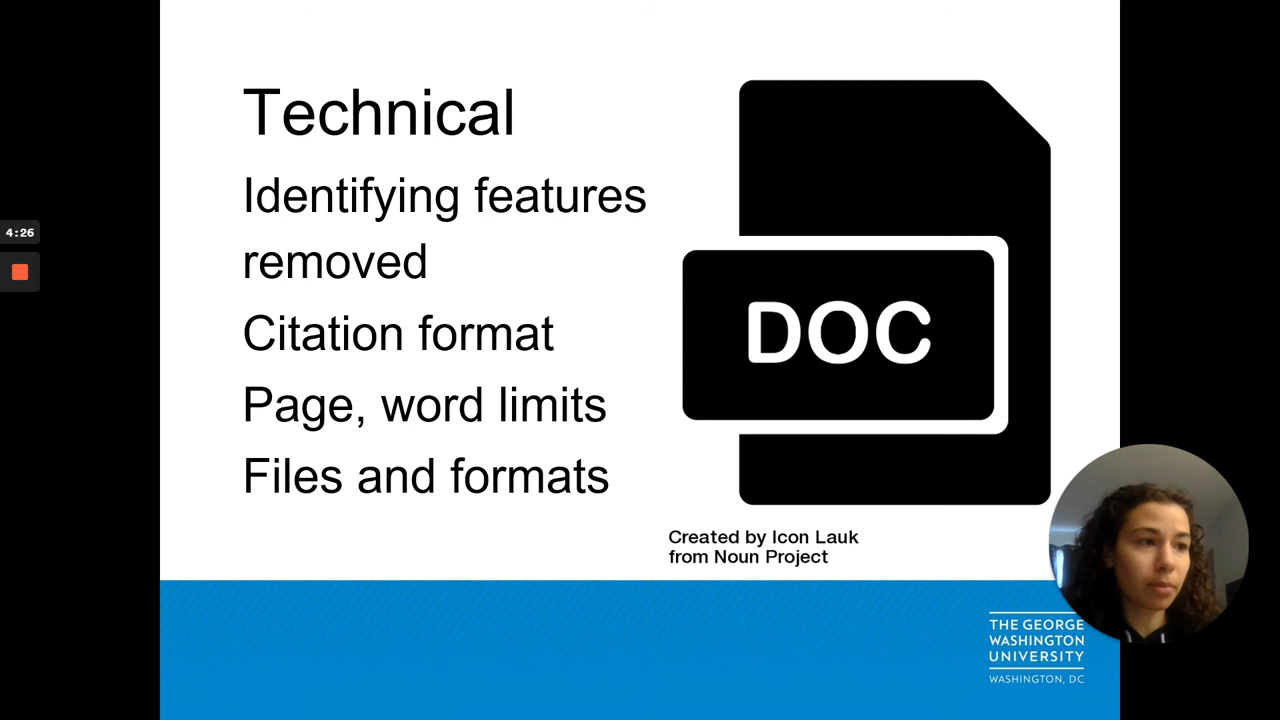 Technical
Identifying features
removed
Citation format
Page, word limits
Files and formats
4:26
DOC
Created by Icon Lauk
from Noun Project
THE GEORGE
WASHINGTON
UNIVERSITY
WASHINGTON, DC